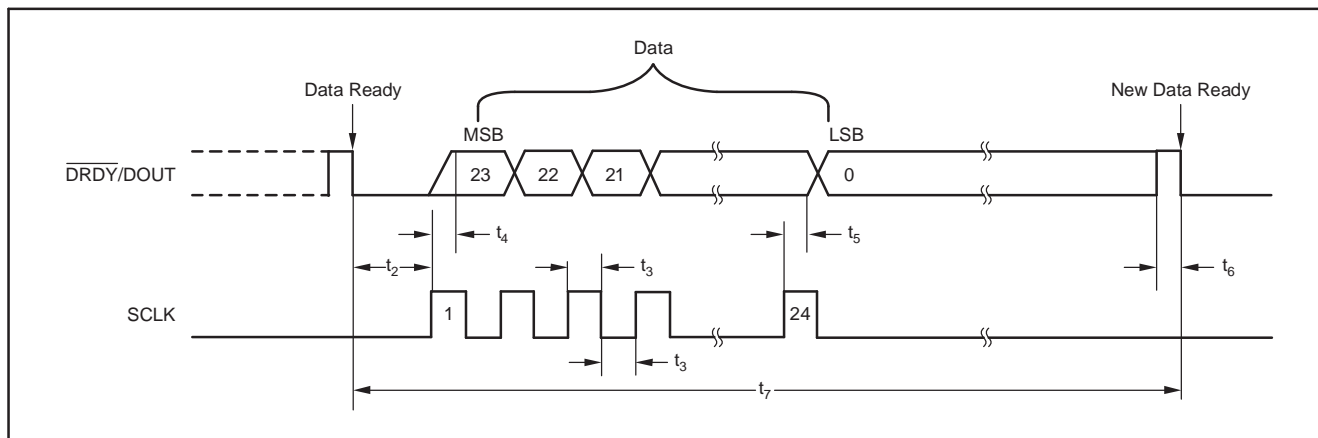 Data
Data Ready
New Data Ready
MSB
LSB
DRDY/DOUT
23
22
21
0
t4
t5
t2
t3
t6
SCLK
1
24
t3
t7